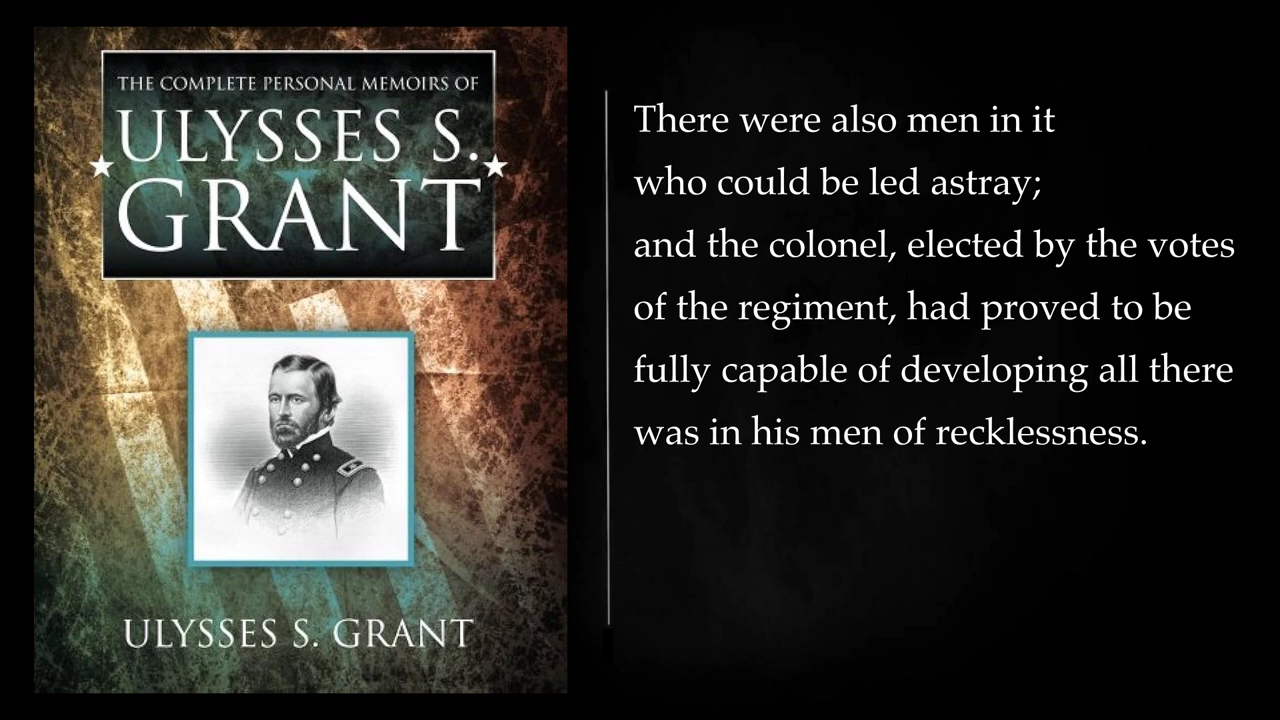 THE COMPLETE PERSONAL MEMOIRS OF
ULYSSES S.
GRANT
ULYSSES S. GRANT
There were also men in it
who could be led astray;
and the colonel, elected by the votes
of the regiment, had proved to be
fully capable of developing all there
was in his men of recklessness.